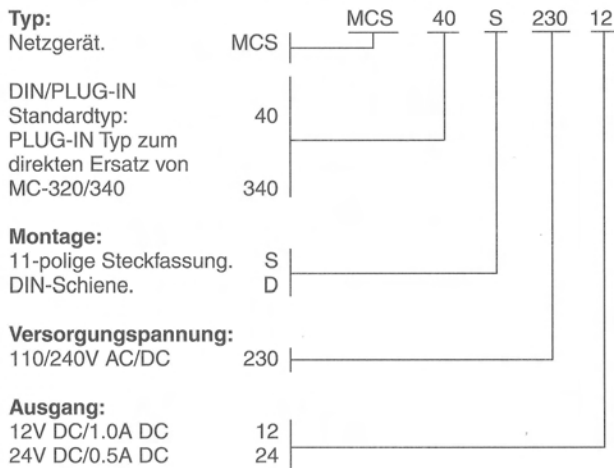 MCS 40 S 230 12
Typ:
Netzgerät. MCS
DIN/PLUG-IN
Standardtyp: 40
PLUG-IN Typ zum
direkten Ersatz von
MC-320/340 340
Montage:
11-polige Steckfassung. S
DIN-Schiene. D
Versorgungspannung:
110/240V AC/DC 230
Ausgang:
12V DC/1.0A DC 12
24V DC/0.5A DC 24